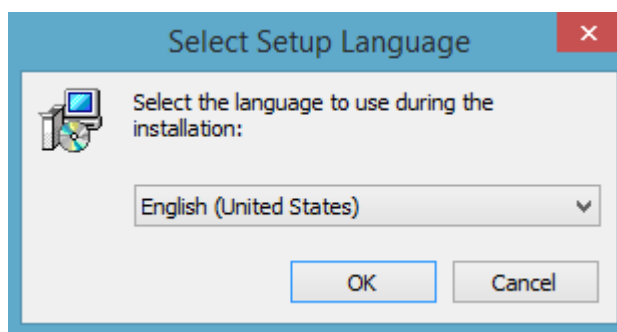 Select Setup Language
Select the language to use during the
installation:
English (United States)
OK
Cancel